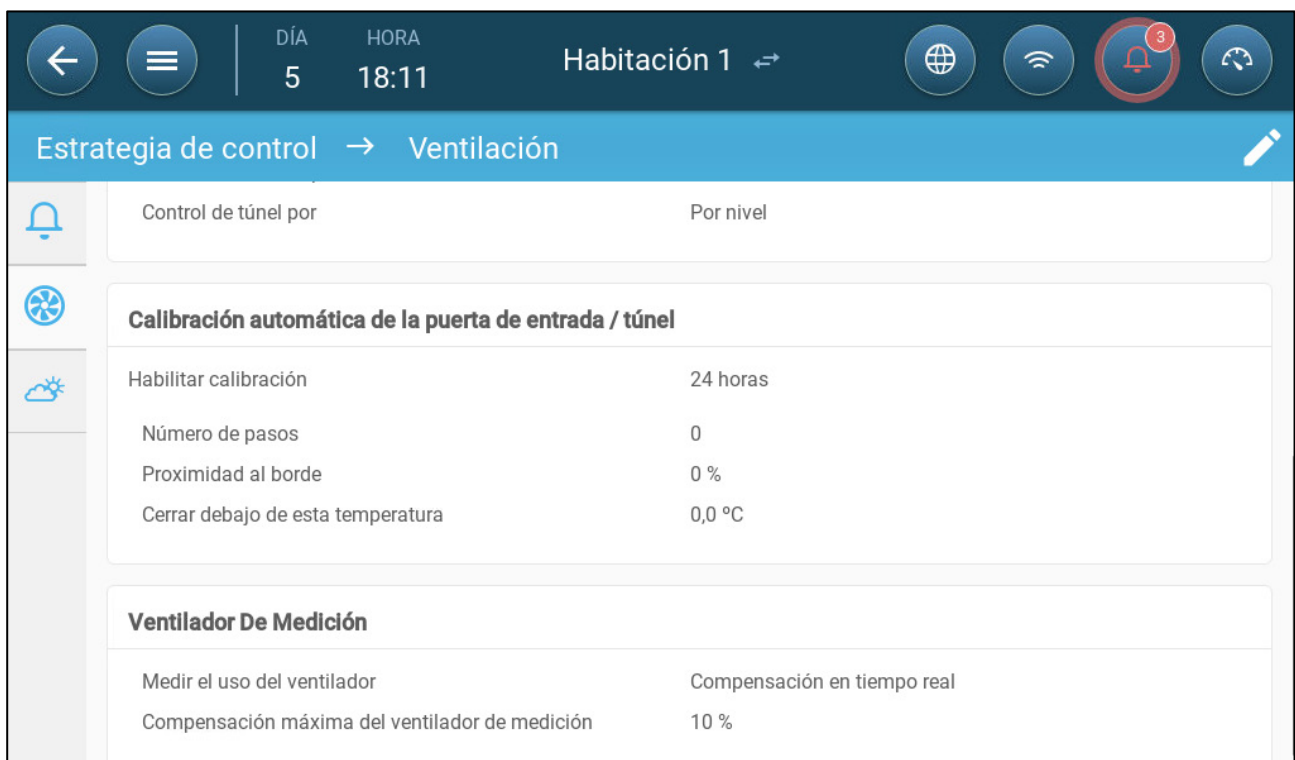 DÍA HORA
5 18:11
Habitación 1
3
Estrategia de control → Ventilación
Control de túnel por Por nivel
Calibración automática de la puerta de entrada / túnel
Habilitar calibración 24 horas
Número de pasos 0
Proximidad al borde 0 %
Cerrar debajo de esta temperatura 0,0 ºC
Ventilador De Medición
Medir el uso del ventilador Compensación en tiempo real
Compensación máxima del ventilador de medición 10 %